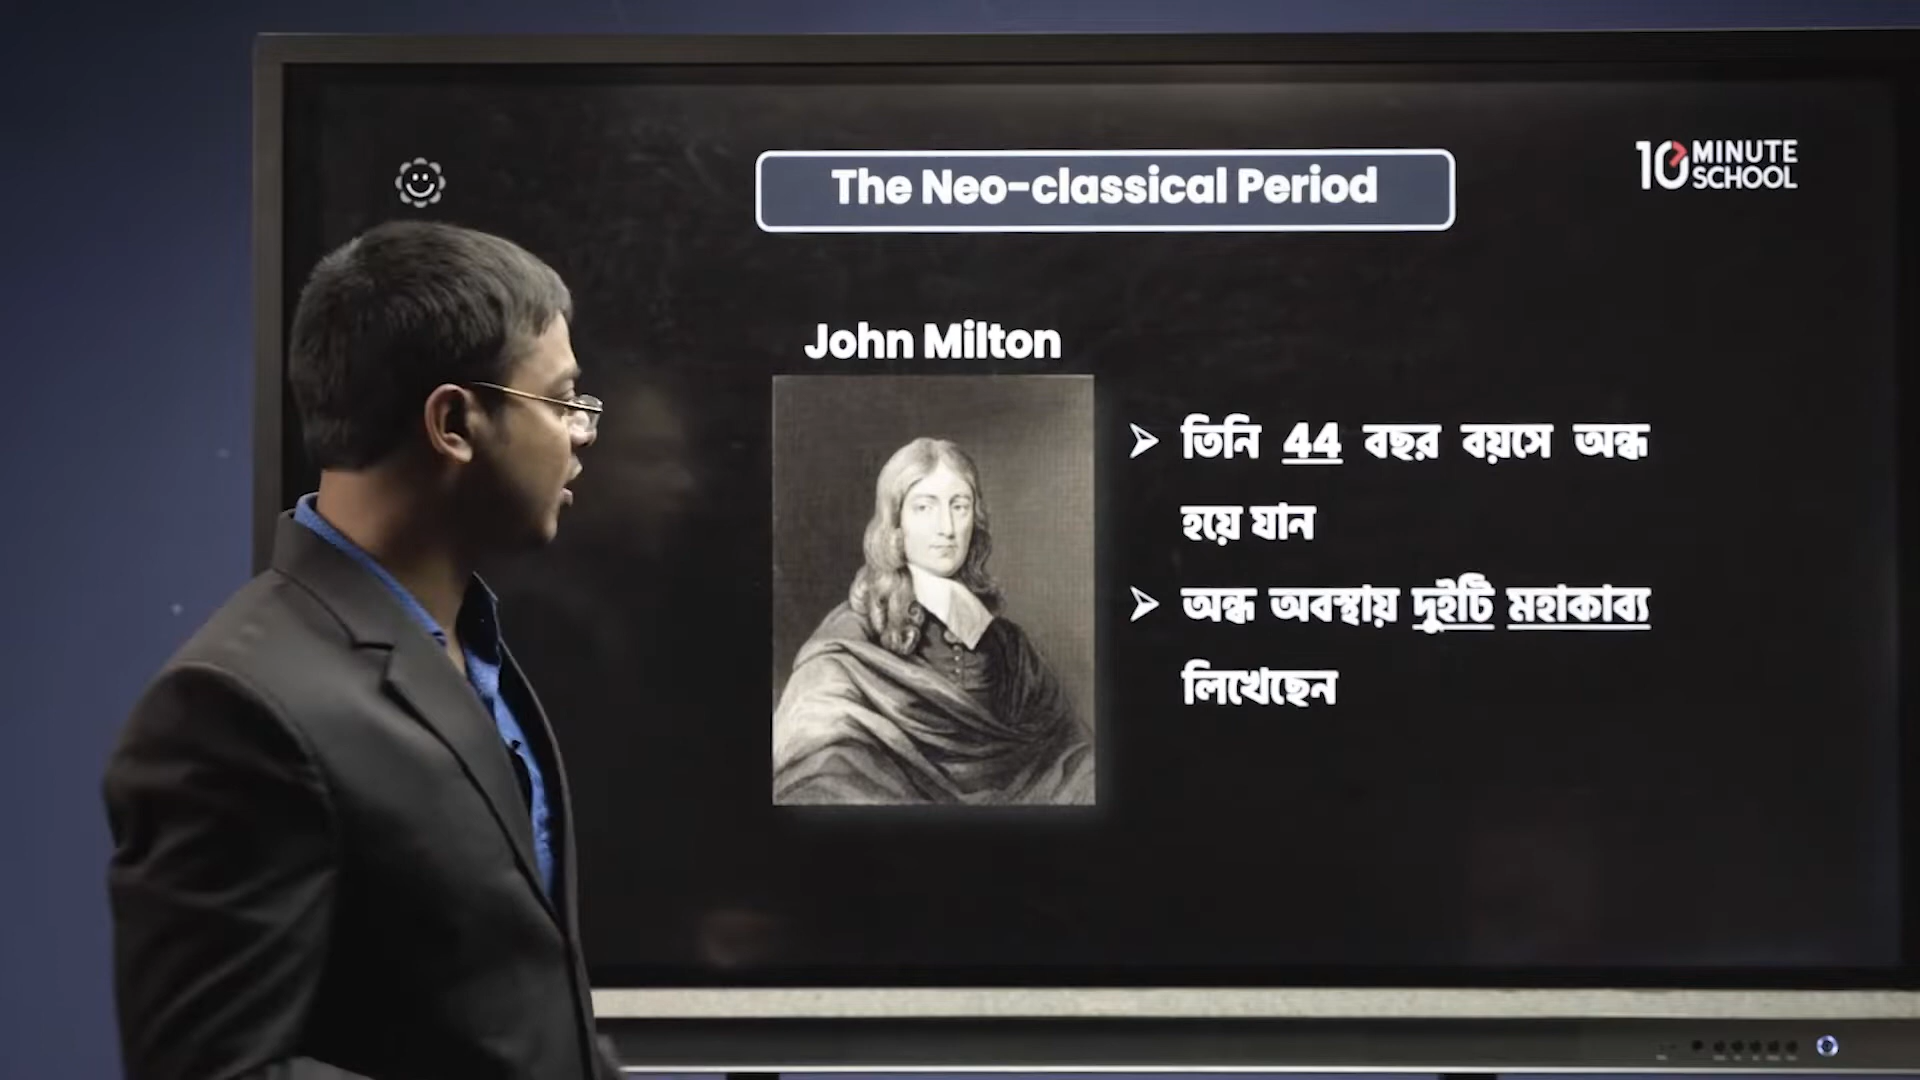 The Neo-classical Period
10 MINUTE
SCHOOL
John Milton
তিনি 44 বছর বয়সে অন্ধ
হয়ে যান
অন্ধ অবস্থায় দুইটি মহাকাব্য
লিখেছেন